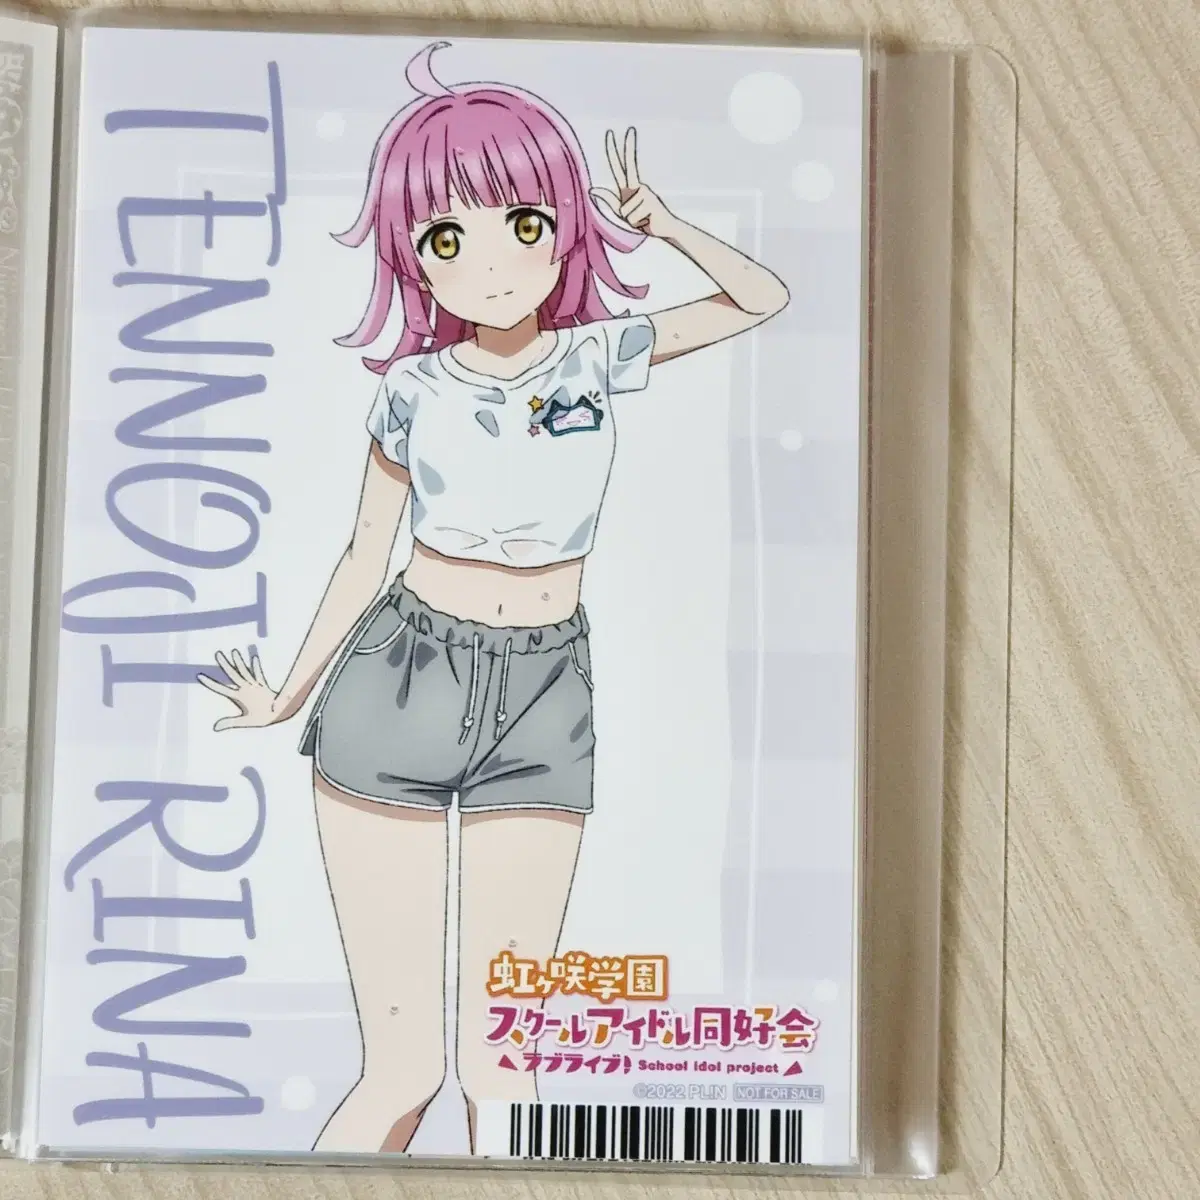 TENNOJI RINA
虹ヶ咲学園
スクールアイドル同好会
ラブライブ! School idol project
©2022 PL!N NOT FOR SALE